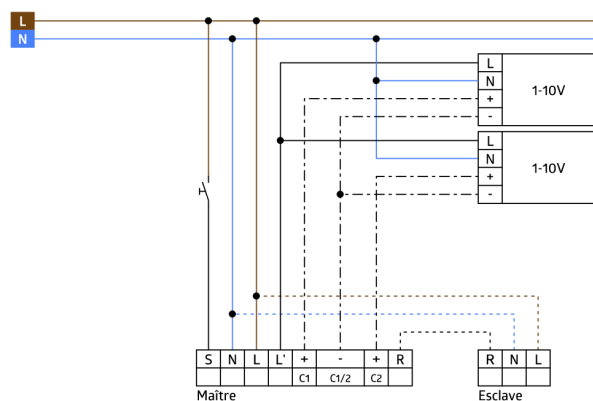 L
N
L
N
+
-
1-10V
L
N
+
-
1-10V
S N L L' + - + R
C1 C1/2 C2
Maître
R N L
Esclave